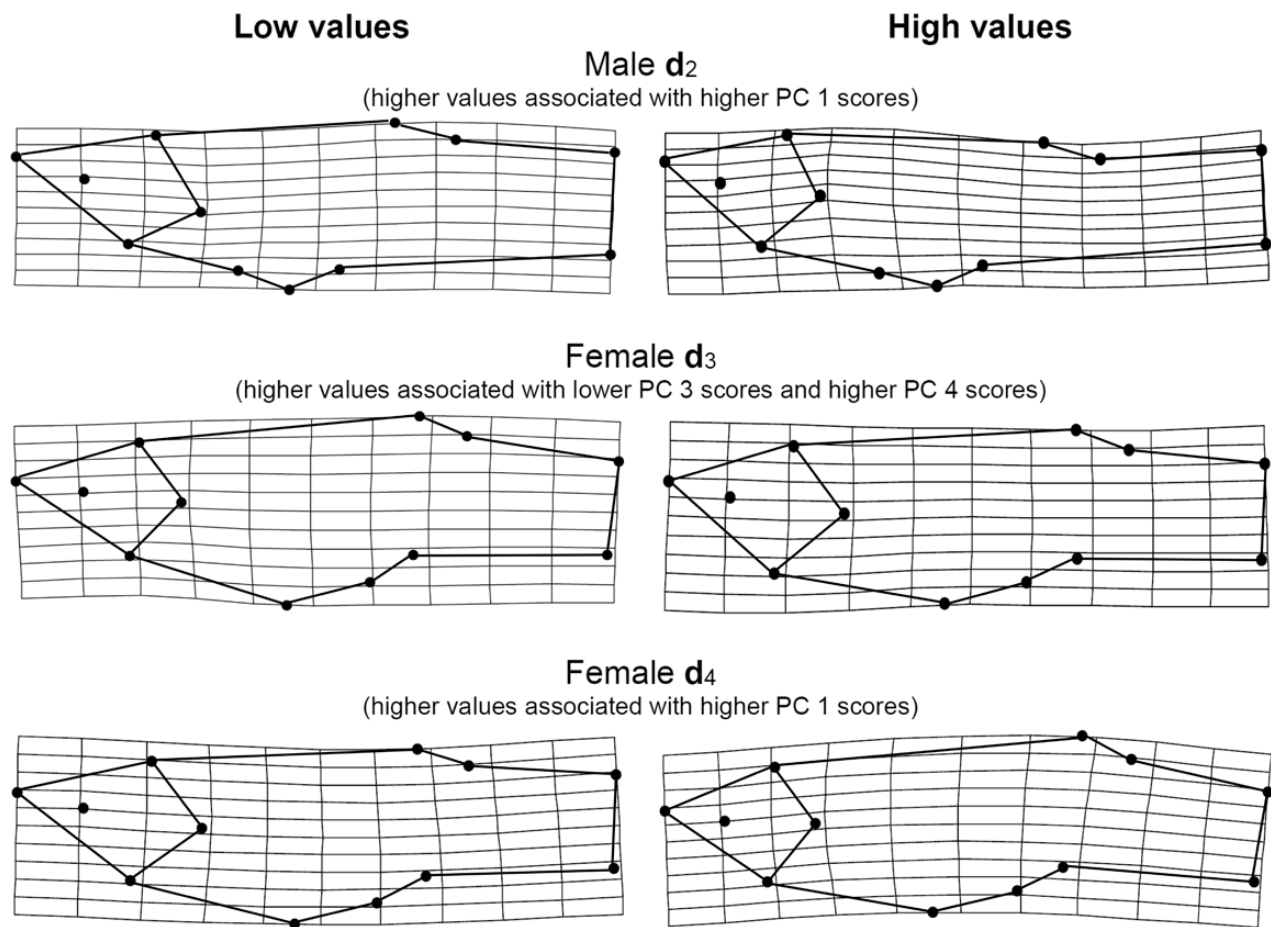 Low values
High values
Male d2
(higher values associated with higher PC 1 scores)
Female d3
(higher values associated with lower PC 3 scores and higher PC 4 scores)
Female d4
(higher values associated with higher PC 1 scores)